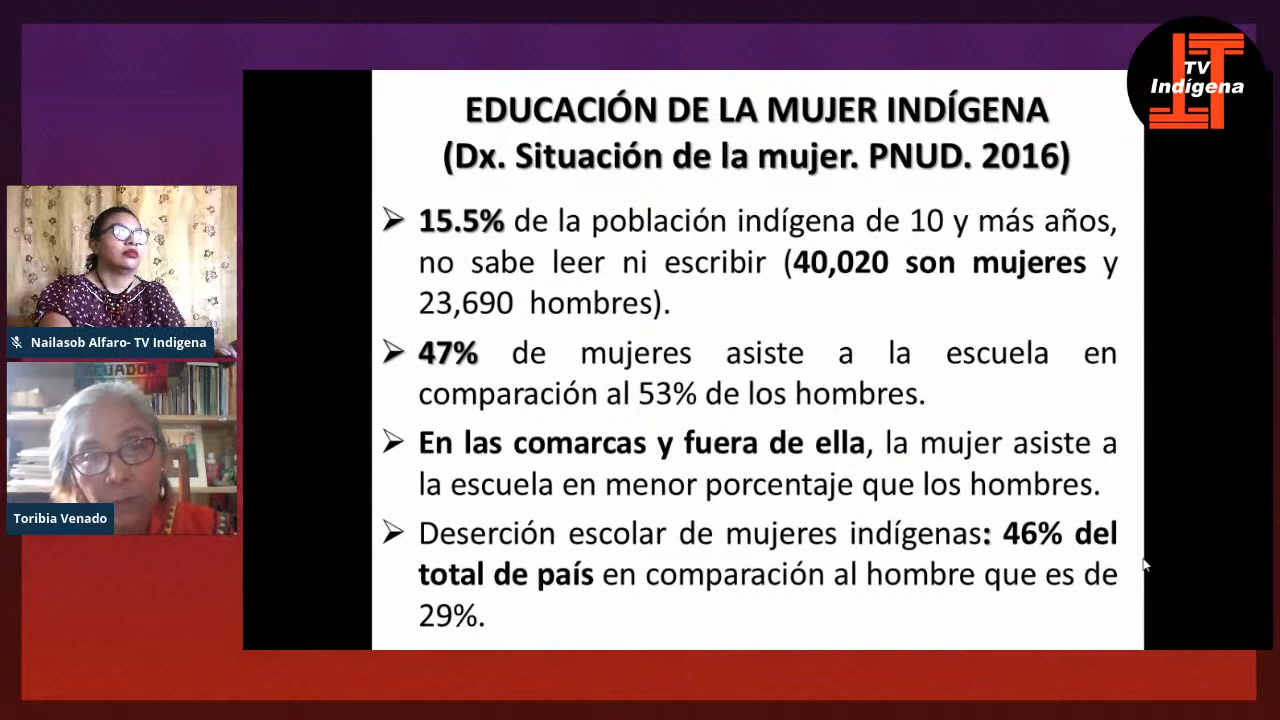 TV
Indígena
EDUCACIÓN DE LA MUJER INDÍGENA
(Dx. Situación de la mujer. PNUD. 2016)
➢ 15.5% de la población indígena de 10 y más años,
no sabe leer ni escribir (40,020 son mujeres y
23,690 hombres).
➢ 47% de mujeres asiste a la escuela en
comparación al 53% de los hombres.
➢ En las comarcas y fuera de ella, la mujer asiste a
la escuela en menor porcentaje que los hombres.
➢ Deserción escolar de mujeres indígenas: 46% del
total de país en comparación al hombre que es de
29%.
Nailasob Alfaro- TV Indigena
ECUADOR
Toribia Venado